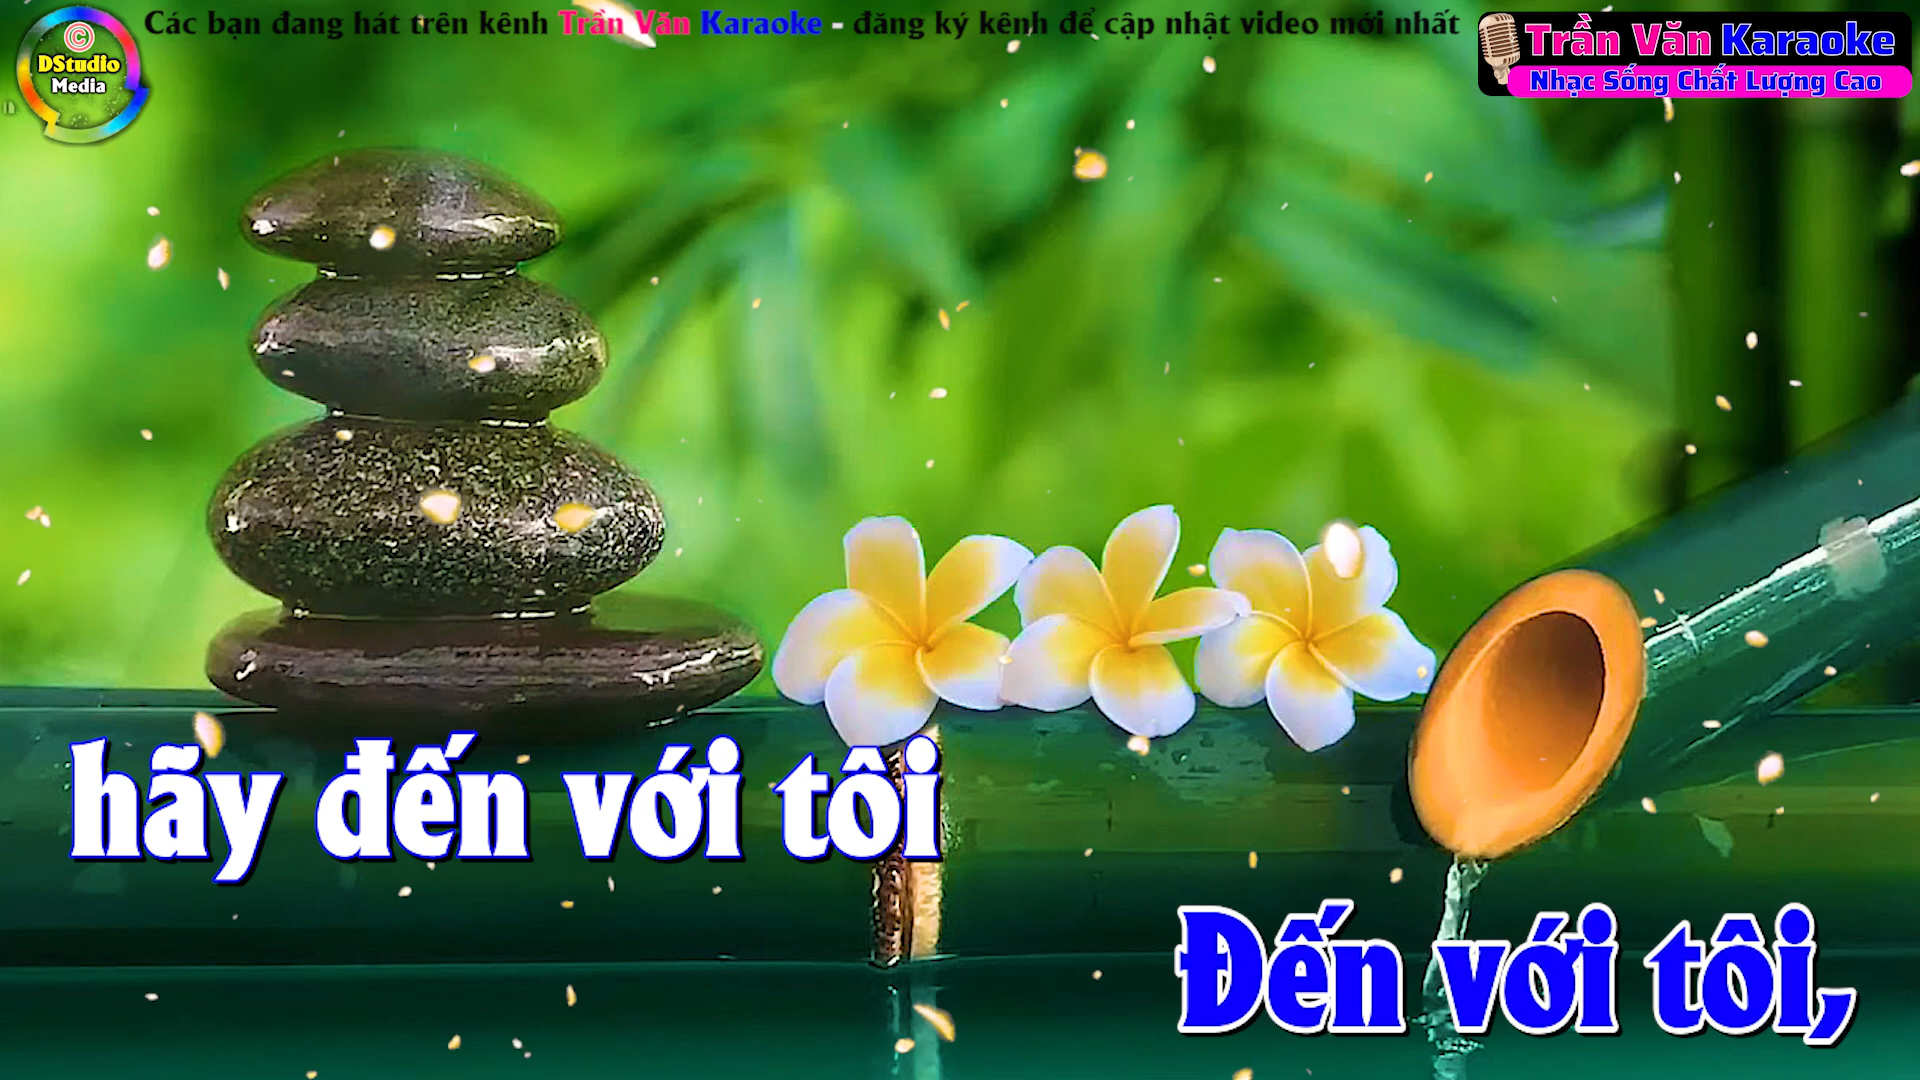 Các bạn đang hát trên kênh Trần Văn Karaoke - đăng ký kênh để cập nhật video mới nhất
©
DStudio
Media
Trần Văn Karaoke
Nhạc Sống Chất Lượng Cao
hãy đến với tôi
Đến với tôi,